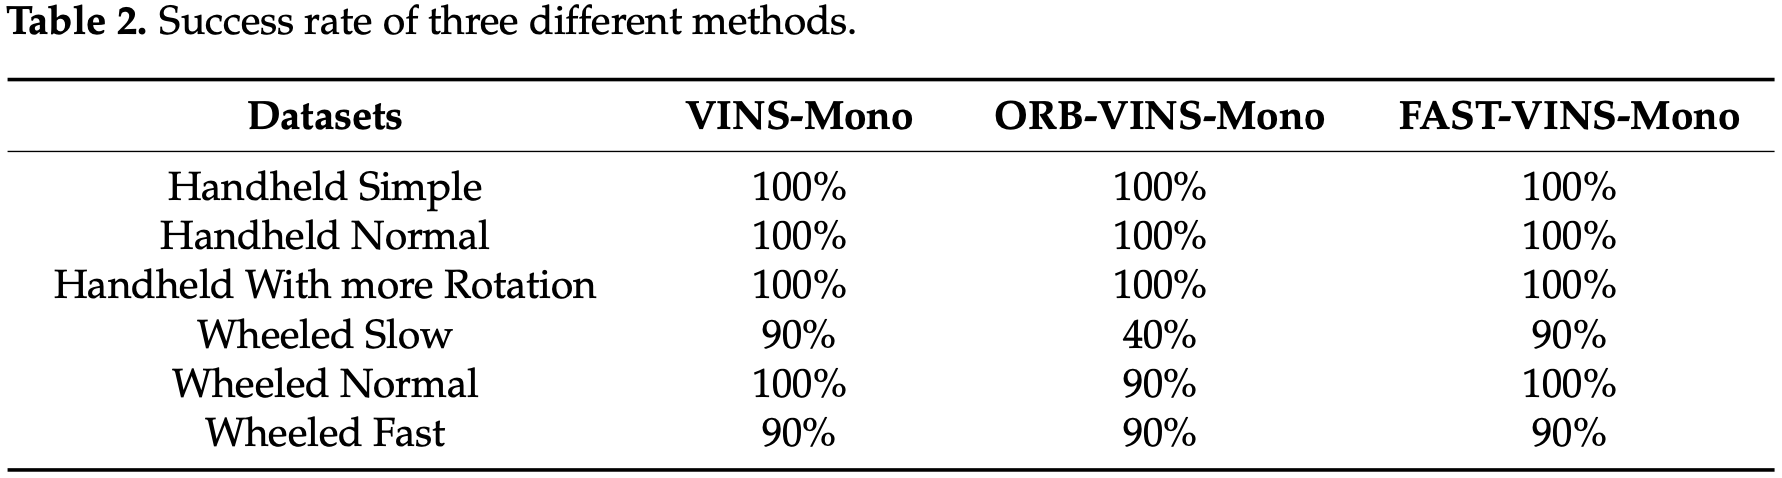 Table 2. Success rate of three different methods.
Datasets VINS-Mono ORB-VINS-Mono FAST-VINS-Mono
Handheld Simple 100% 100% 100%
Handheld Normal 100% 100% 100%
Handheld With more Rotation 100% 100% 100%
Wheeled Slow 90% 40% 90%
Wheeled Normal 100% 90% 100%
Wheeled Fast 90% 90% 90%